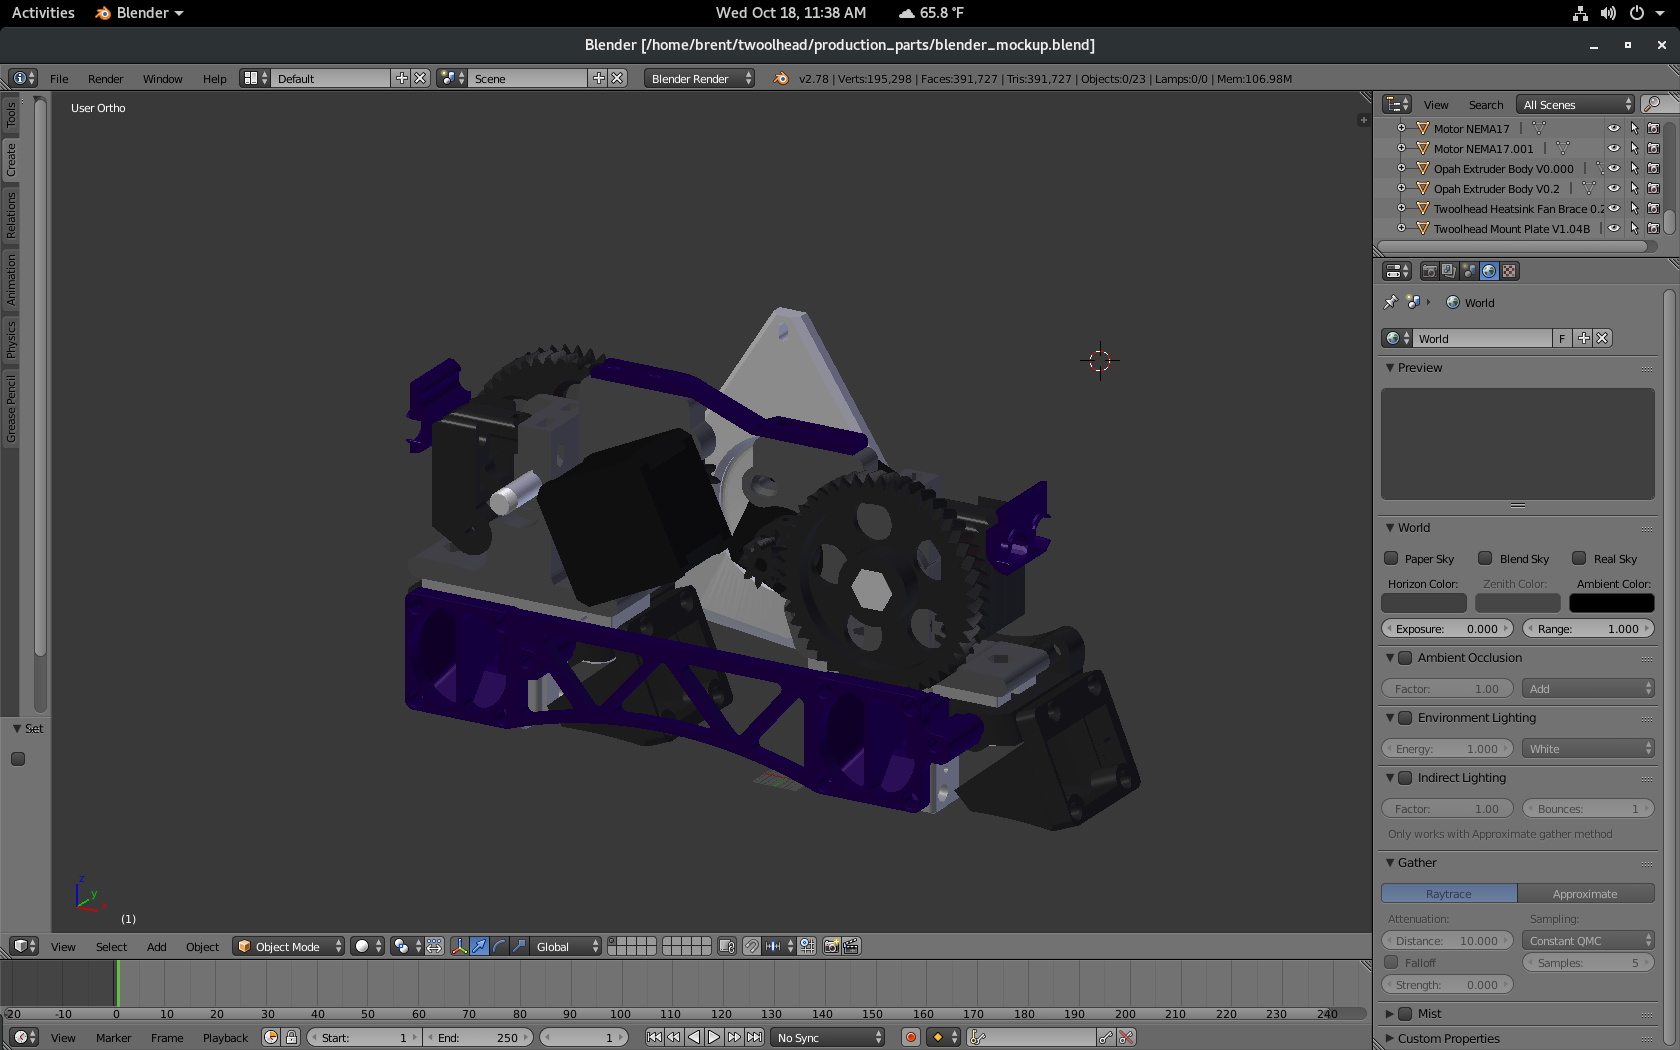 Activities Blender Wed Oct 18, 11:38 AM 65.8 °F
Blender [/home/brent/twoolhead/production_parts/blender_mockup.blend]
File Render Window Help Default Scene Blender Render v2.78 | Verts:195,298 | Faces:391,727 | Tris:391,727 | Objects:0/23 | Lamps:0/0 | Mem:106.98M
User Ortho
Tools
Create
Relations
Animation
Physics
Grease Pencil
Set
View Search All Scenes
Motor NEMA17
Motor NEMA17.001
Opah Extruder Body V0.000
Opah Extruder Body V0.2
Twoolhead Heatsink Fan Brace 0.2
Twoolhead Mount Plate V1.04B
World
World F
Preview
World
Paper Sky Blend Sky Real Sky
Horizon Color: Zenith Color: Ambient Color:
Exposure: 0.000 Range: 1.000
Ambient Occlusion
Factor: 1.00 Add
Environment Lighting
Energy: 1.000 White
Indirect Lighting
Factor: 1.00 Bounces: 1
Only works with Approximate gather method
Gather
Raytrace Approximate
Attenuation: Sampling:
Distance: 10.000 Constant QMC
Falloff Samples: 5
Strength: 0.000
Mist
Custom Properties
z
y
x
(1)
View Select Add Object Object Mode Global
-20 -10 0 10 20 30 40 50 60 70 80 90 100 110 120 130 140 150 160 170 180 190 200 210 220 230 240
View Marker Frame Playback Start: 1 End: 250 1 No Sync